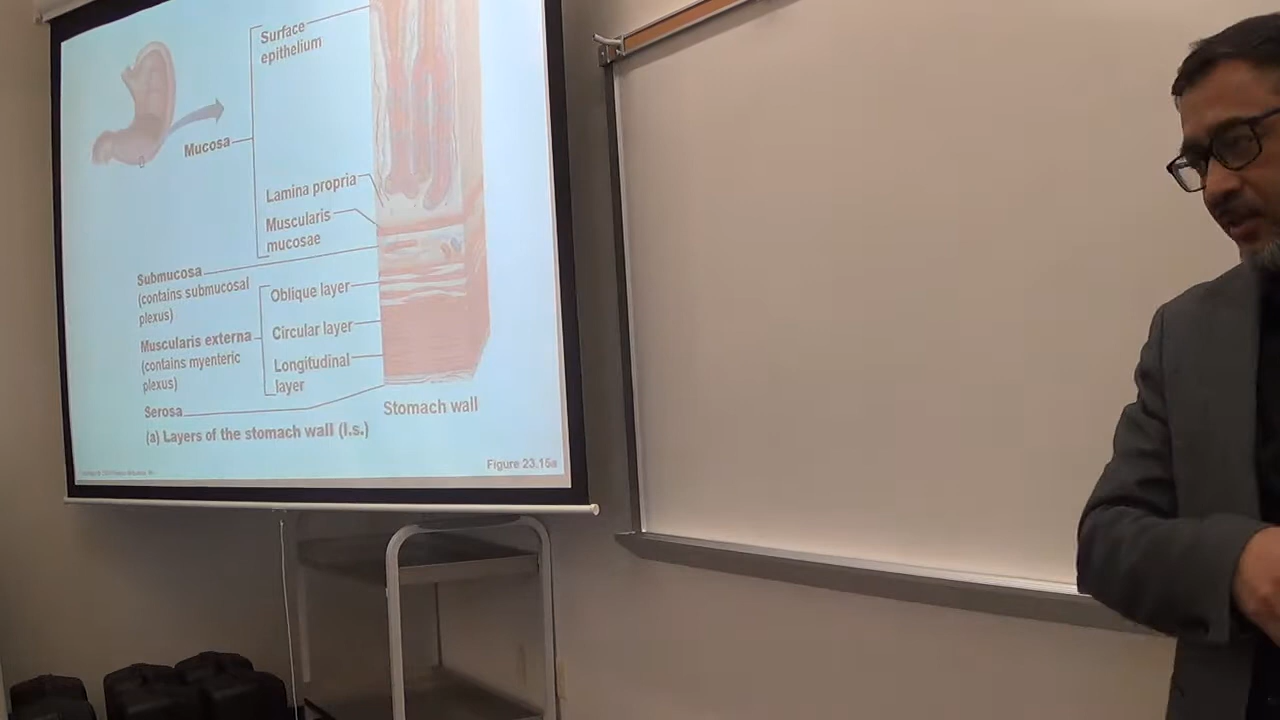 Surface
epithelium
Mucosa
Lamina propria
Muscularis
mucosae
Submucosa
(contains submucosal
plexus)
Oblique layer
Muscularis externa
(contains myenteric
plexus)
Circular layer
Longitudinal
layer
Serosa
Stomach wall
(a) Layers of the stomach wall (l.s.)
Figure 23.15a